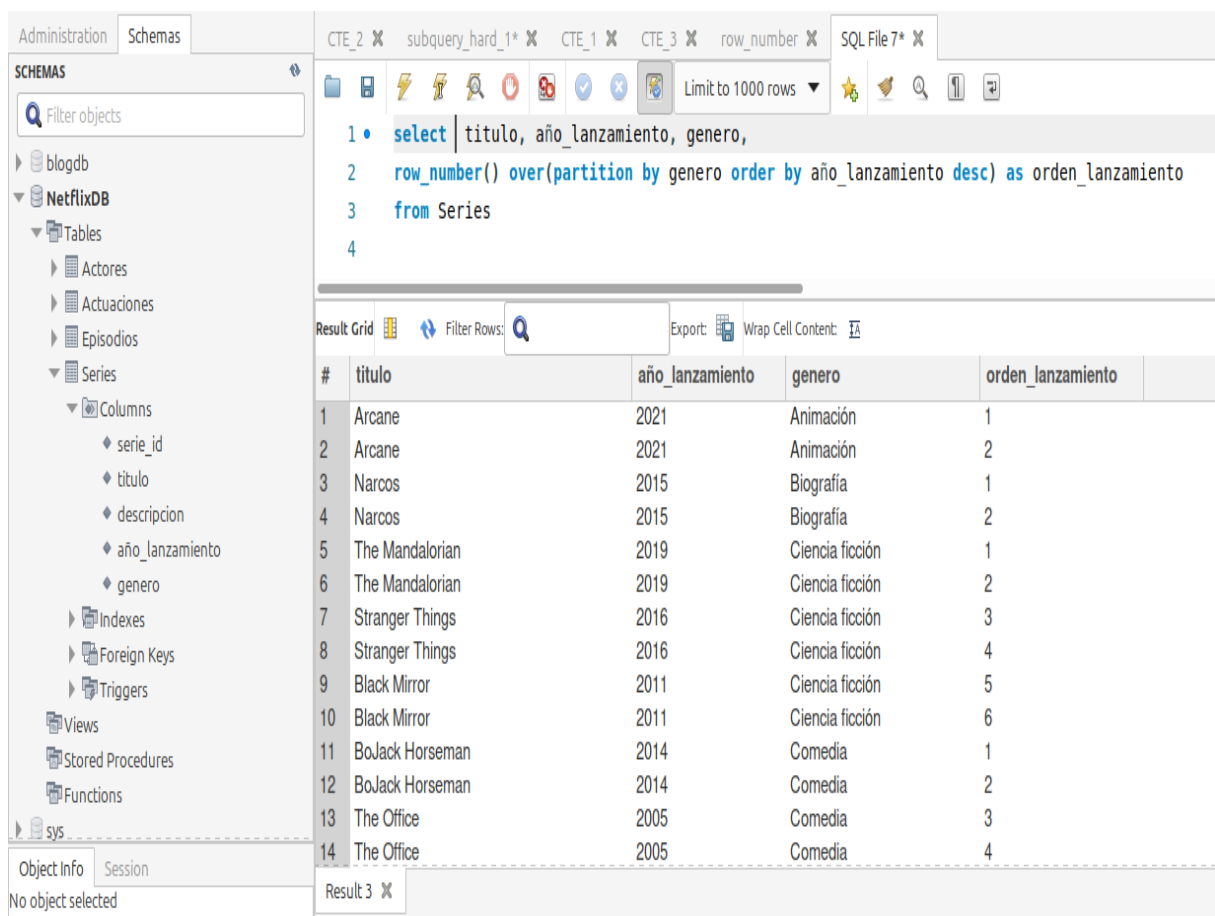 Administration Schemas
SCHEMAS
Filter objects
blogdb
NetflixDB
Tables
Actores
Actuaciones
Episodios
Series
Columns
serie_id
titulo
descripcion
año_lanzamiento
genero
Indexes
Foreign Keys
Triggers
Views
Stored Procedures
Functions
sys
Object Info Session
No object selected
CTE_2 subquery_hard_1* CTE_1 CTE_3 row_number SQL File 7*
Limit to 1000 rows
1 select titulo, año_lanzamiento, genero,
2 row_number() over(partition by genero order by año_lanzamiento desc) as orden_lanzamiento
3 from Series
4
Result Grid Filter Rows: Export: Wrap Cell Content: IA
# titulo año_lanzamiento genero orden_lanzamiento
1 Arcane 2021 Animación 1
2 Arcane 2021 Animación 2
3 Narcos 2015 Biografía 1
4 Narcos 2015 Biografía 2
5 The Mandalorian 2019 Ciencia ficción 1
6 The Mandalorian 2019 Ciencia ficción 2
7 Stranger Things 2016 Ciencia ficción 3
8 Stranger Things 2016 Ciencia ficción 4
9 Black Mirror 2011 Ciencia ficción 5
10 Black Mirror 2011 Ciencia ficción 6
11 BoJack Horseman 2014 Comedia 1
12 BoJack Horseman 2014 Comedia 2
13 The Office 2005 Comedia 3
14 The Office 2005 Comedia 4
Result 3